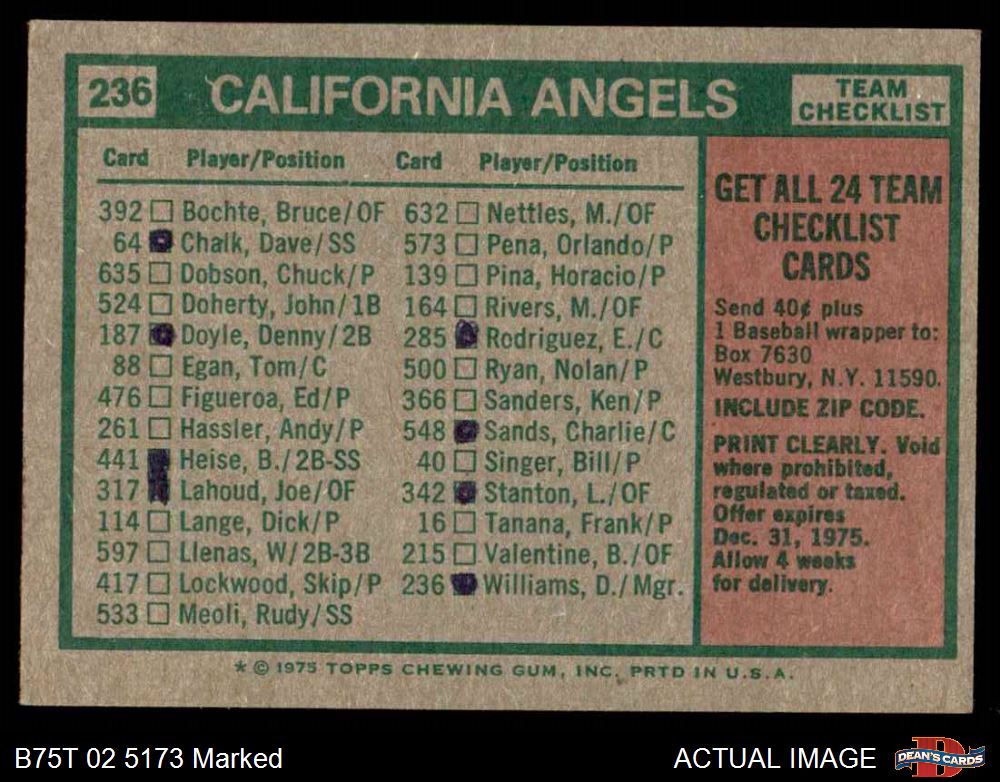 236
CALIFORNIA ANGELS
TEAM
CHECKLIST
Card Player/Position Card Player/Position
392 □ Bochte, Bruce/OF 632 □ Nettles, M./OF
64 ■ Chalk, Dave/SS 573 □ Pena, Orlando/P
635 □ Dobson, Chuck/P 139 □ Pina, Horacio/P
524 □ Doherty, John/1B 164 □ Rivers, M./OF
187 ■ Doyle, Denny/2B 285 ■ Rodriguez, E./C
88 □ Egan, Tom/C 500 □ Ryan, Nolan/P
476 □ Figueroa, Ed/P 366 □ Sanders, Ken/P
261 □ Hassler, Andy/P 548 ■ Sands, Charlie/C
441 ■ Heise, B./2B-SS 40 □ Singer, Bill/P
317 ■ Lahoud, Joe/OF 342 ■ Stanton, L./OF
114 □ Lange, Dick/P 16 □ Tanana, Frank/P
597 □ Llenas, W/2B-3B 215 □ Valentine, B./OF
417 □ Lockwood, Skip/P 236 ■ Williams, D./Mgr.
533 □ Meoli, Rudy/SS
GET ALL 24 TEAM
CHECKLIST
CARDS
Send 40¢ plus
1 Baseball wrapper to:
Box 7630
Westbury, N.Y. 11590.
INCLUDE ZIP CODE.
PRINT CLEARLY. Void
where prohibited,
regulated or taxed.
Offer expires
Dec. 31, 1975.
Allow 4 weeks
for delivery.
* © 1975 TOPPS CHEWING GUM, INC. PRTD IN U.S.A.
B75T 02 5173 Marked
ACTUAL IMAGE
DEAN'S CARDS